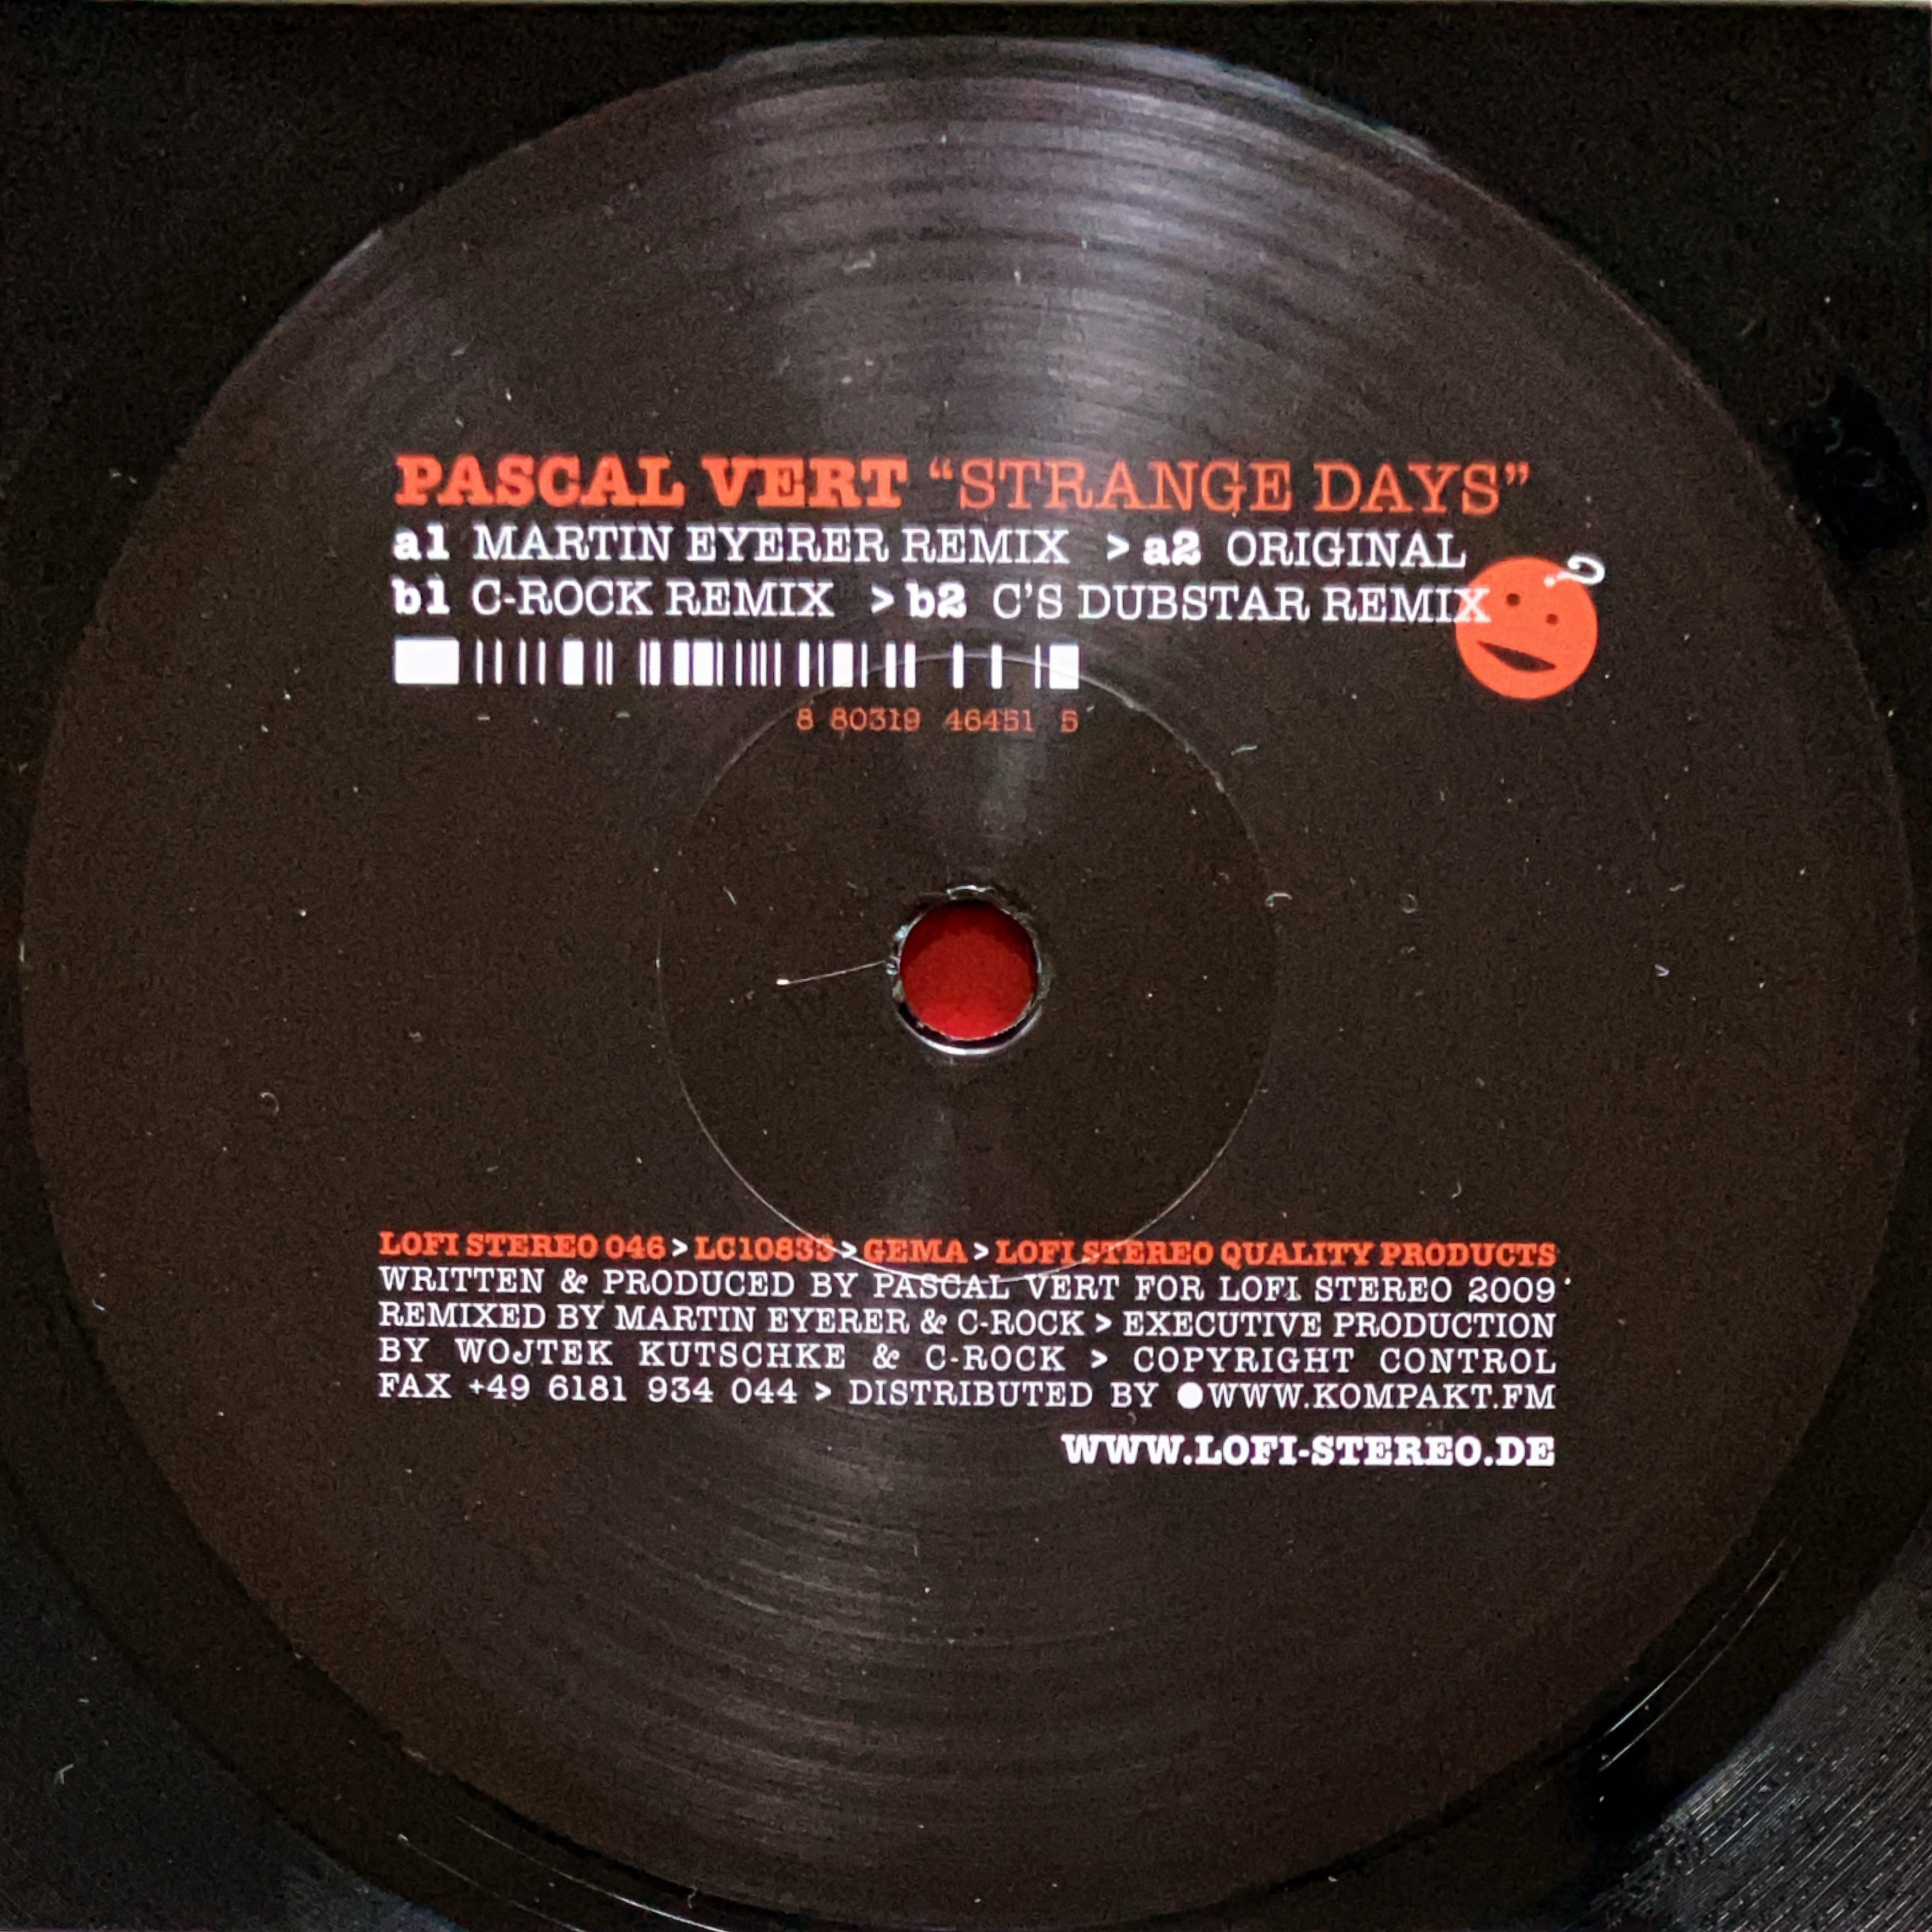 PASCAL VERT “STRANGE DAYS”
a1 MARTIN EYERER REMIX > a2 ORIGINAL
b1 C-ROCK REMIX > b2 C'S DUBSTAR REMIX
?
8 80319 46451 5
LOFI STEREO 046 > LC10833 > GEMA > LOFI STEREO QUALITY PRODUCTS
WRITTEN & PRODUCED BY PASCAL VERT FOR LOFI STEREO 2009
REMIXED BY MARTIN EYERER & C-ROCK > EXECUTIVE PRODUCTION
BY WOJTEK KUTSCHKE & C-ROCK > COPYRIGHT CONTROL
FAX +49 6181 934 044 > DISTRIBUTED BY ●WWW.KOMPAKT.FM
WWW.LOFI-STEREO.DE